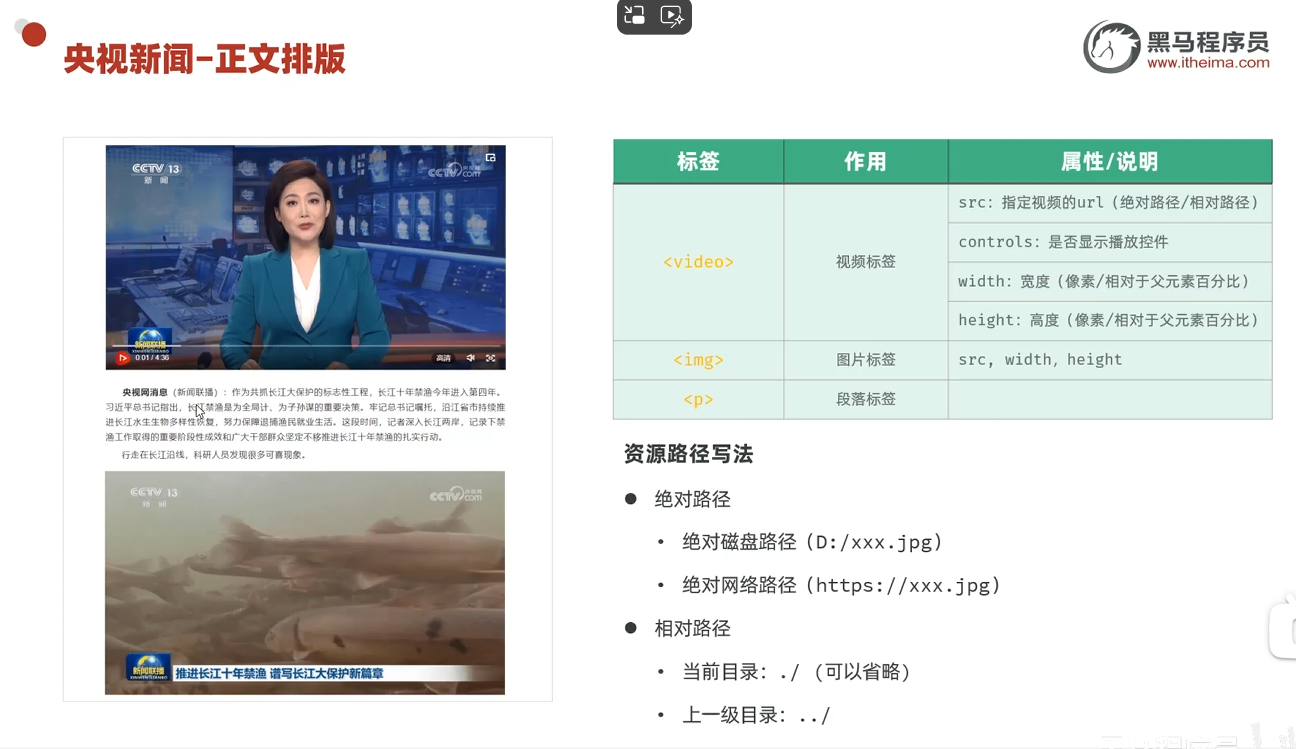 央视新闻-正文排版
黑马程序员
www.itheima.com
CCTV 13
新闻
CCTV.com
新闻联播
0:01 / 4:36
高清
央视网消息(新闻联播):作为共抓长江大保护的标志性工程,长江十年禁渔今年进入第四年。
习近平总书记指出,长江禁渔是为全局计、为子孙谋的重要决策。牢记总书记嘱托,沿江省市持续推
进长江水生生物多样性恢复,努力保障退捕渔民就业生活。这段时间,记者深入长江两岸,记录下禁
渔工作取得的重要阶段性成效和广大干部群众坚定不移推进长江十年禁渔的扎实行动。
行走在长江沿线,科研人员发现很多可喜现象。
CCTV 13
新闻
央视网
CCTV.com
新闻联播
推进长江十年禁渔 谱写长江大保护新篇章
标签 作用 属性/说明
<video> 视频标签
src:指定视频的url(绝对路径/相对路径)
controls:是否显示播放控件
width:宽度(像素/相对于父元素百分比)
height:高度(像素/相对于父元素百分比)
<img> 图片标签 src, width, height
<p> 段落标签
资源路径写法
● 绝对路径
• 绝对磁盘路径(D:/xxx.jpg)
• 绝对网络路径(https://xxx.jpg)
● 相对路径
• 当前目录:./ (可以省略)
• 上一级目录:../